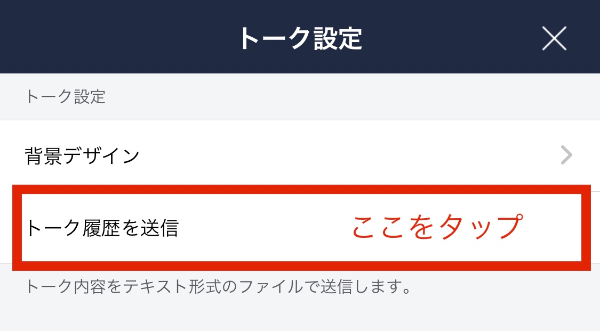 トーク設定
トーク設定
背景デザイン
トーク履歴を送信 ここをタップ
トーク内容をテキスト形式のファイルで送信します。